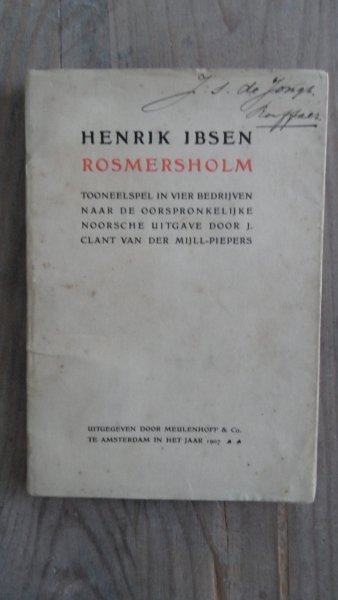 J. S. de Jongh
HENRIK IBSEN
ROSMERSHOLM
TOONEELSPEL IN VIER BEDRIJVEN
NAAR DE OORSPRONKELIJKE
NOORSCHE UITGAVE DOOR J.
CLANT VAN DER MIJLL-PIEPERS
UITGEGEVEN DOOR MEULENHOFF & Co.
TE AMSTERDAM IN HET JAAR 1907